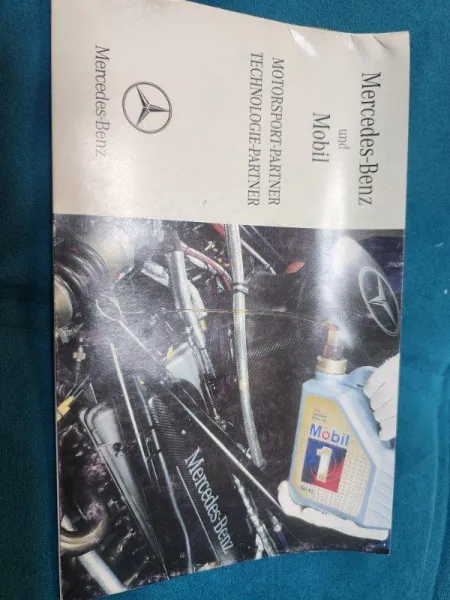 Mercedes-Benz
und
Mobil
MOTORSPORT-PARTNER
TECHNOLOGIE-PARTNER
Mercedes-Benz
Mercedes-Benz
Mobil
1